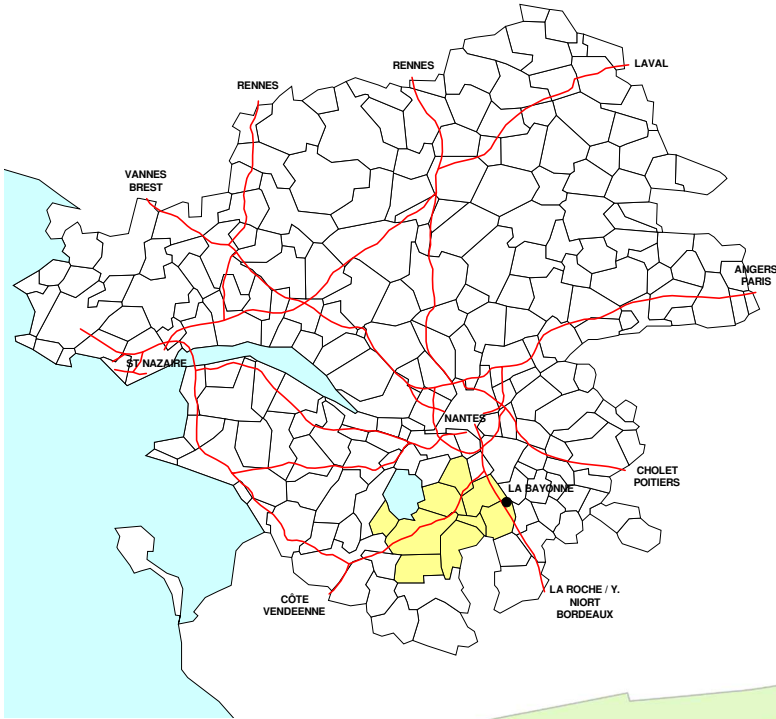 RENNES
LAVAL
RENNES
VANNES
BREST
ANGERS
PARIS
ST NAZAIRE
NANTES
CHOLET
POITIERS
LA BAYONNE
CÔTE
VENDEENNE
LA ROCHE / Y.
NIORT
BORDEAUX